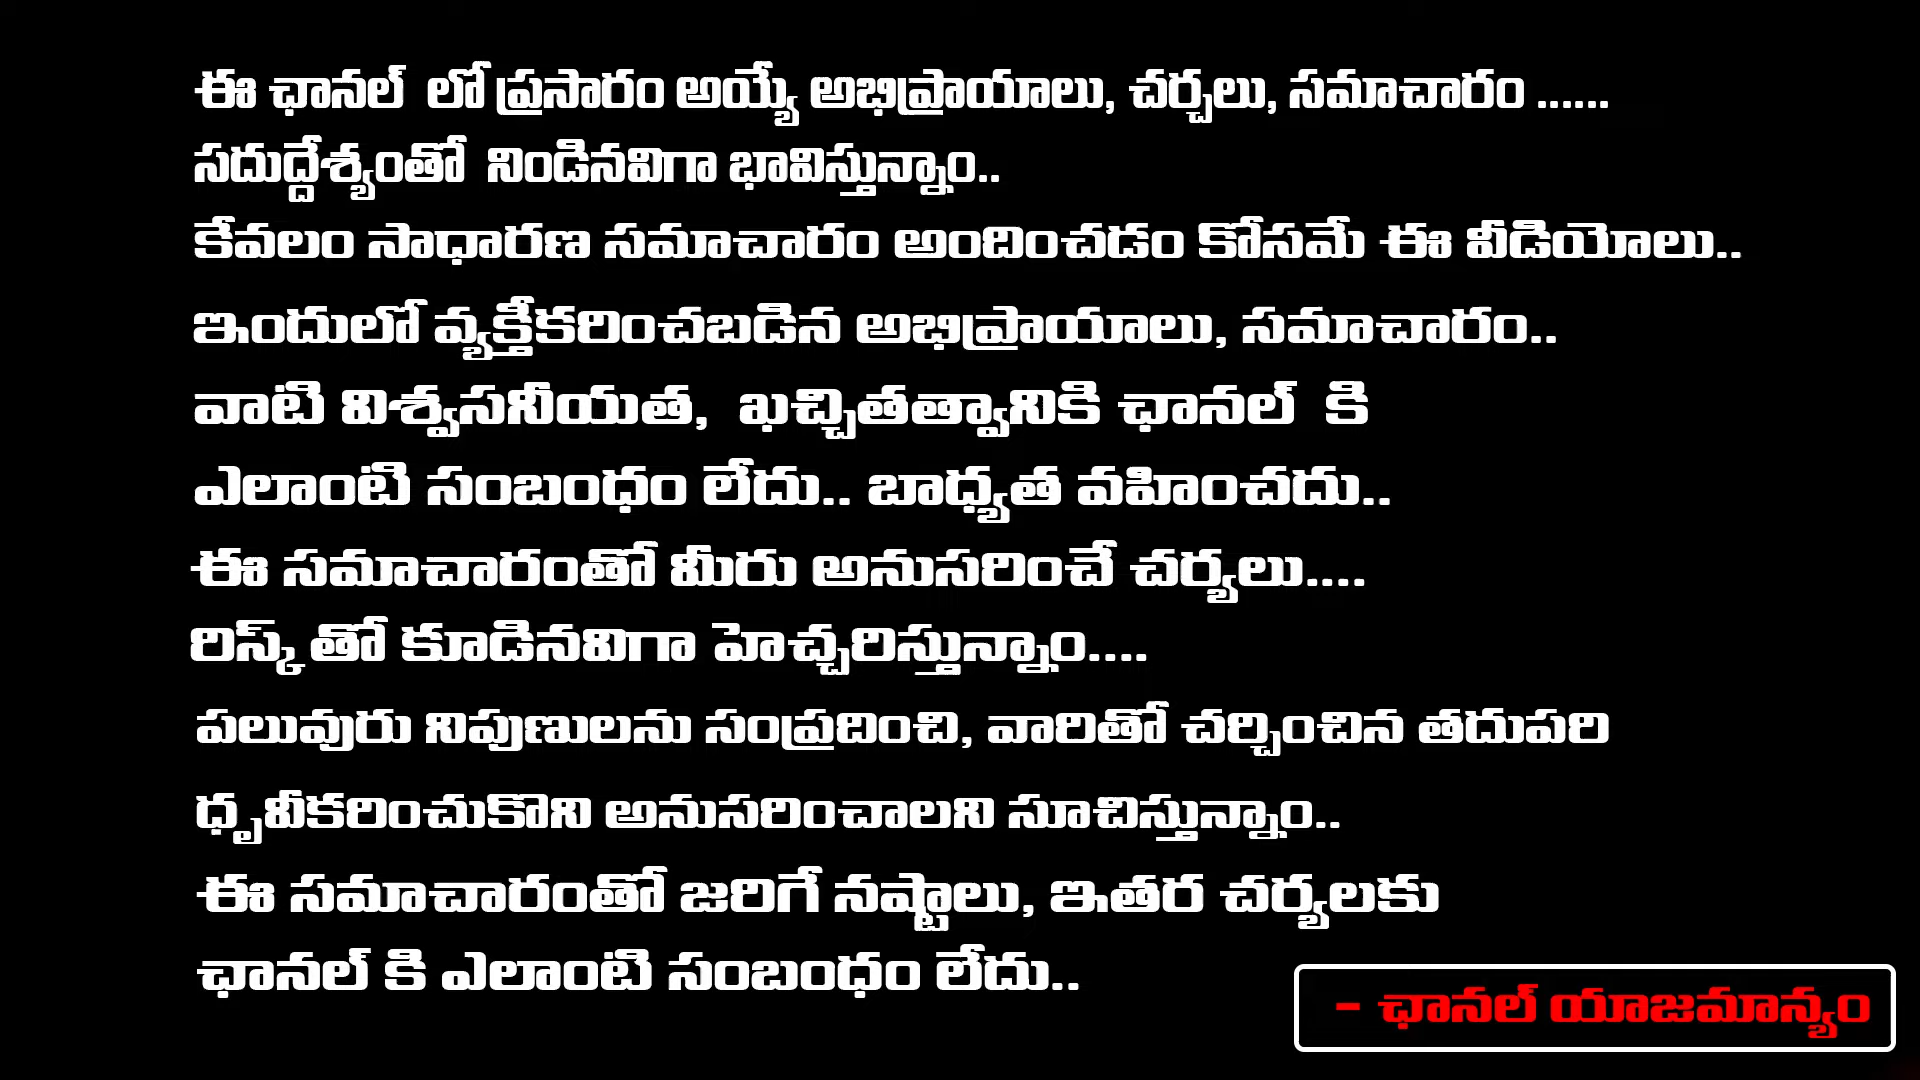 ఈ ఛానల్ లో ప్రసారం అయ్యే అభిప్రాయాలు, చర్చలు, సమాచారం ......
సదుద్దేశ్యంతో నిండినవిగా భావిస్తున్నాం..
కేవలం సాధారణ సమాచారం అందించడం కోసమే ఈ వీడియోలు..
ఇందులో వ్యక్తీకరించబడిన అభిప్రాయాలు, సమాచారం..
వాటి విశ్వసనీయత, ఖచ్చితత్వానికి ఛానల్ కి
ఎలాంటి సంబంధం లేదు.. బాధ్యత వహించదు..
ఈ సమాచారంతో మీరు అనుసరించే చర్యలు....
రిస్క్ తో కూడినవిగా హెచ్చరిస్తున్నాం....
పలువురు నిపుణులను సంప్రదించి, వారితో చర్చించిన తదుపరి
ధృవీకరించుకొని అనుసరించాలని సూచిస్తున్నాం..
ఈ సమాచారంతో జరిగే నష్టాలు, ఇతర చర్యలకు
ఛానల్ కి ఎలాంటి సంబంధం లేదు..
- ఛానల్ యాజమాన్యం